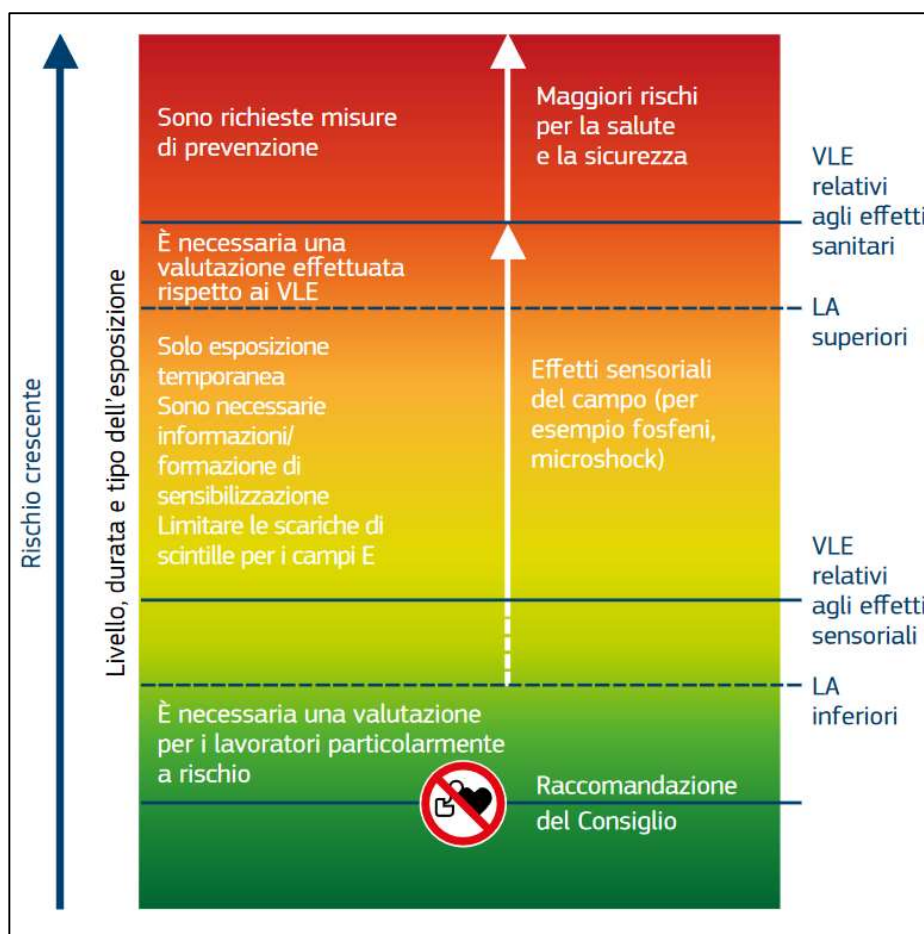 Rischio crescente
Livello, durata e tipo dell'esposizione
Sono richieste misure
di prevenzione
Maggiori rischi
per la salute
e la sicurezza
VLE
relativi
agli effetti
sanitari
È necessaria una
valutazione effettuata
rispetto ai VLE
LA
superiori
Solo esposizione
temporanea
Sono necessarie
informazioni/
formazione di
sensibilizzazione
Limitare le scariche di
scintille per i campi E
Effetti sensoriali
del campo (per
esempio fosfeni,
microshock)
VLE
relativi
agli effetti
sensoriali
LA
inferiori
È necessaria una valutazione
per i lavoratori particolarmente
a rischio
Raccomandazione
del Consiglio